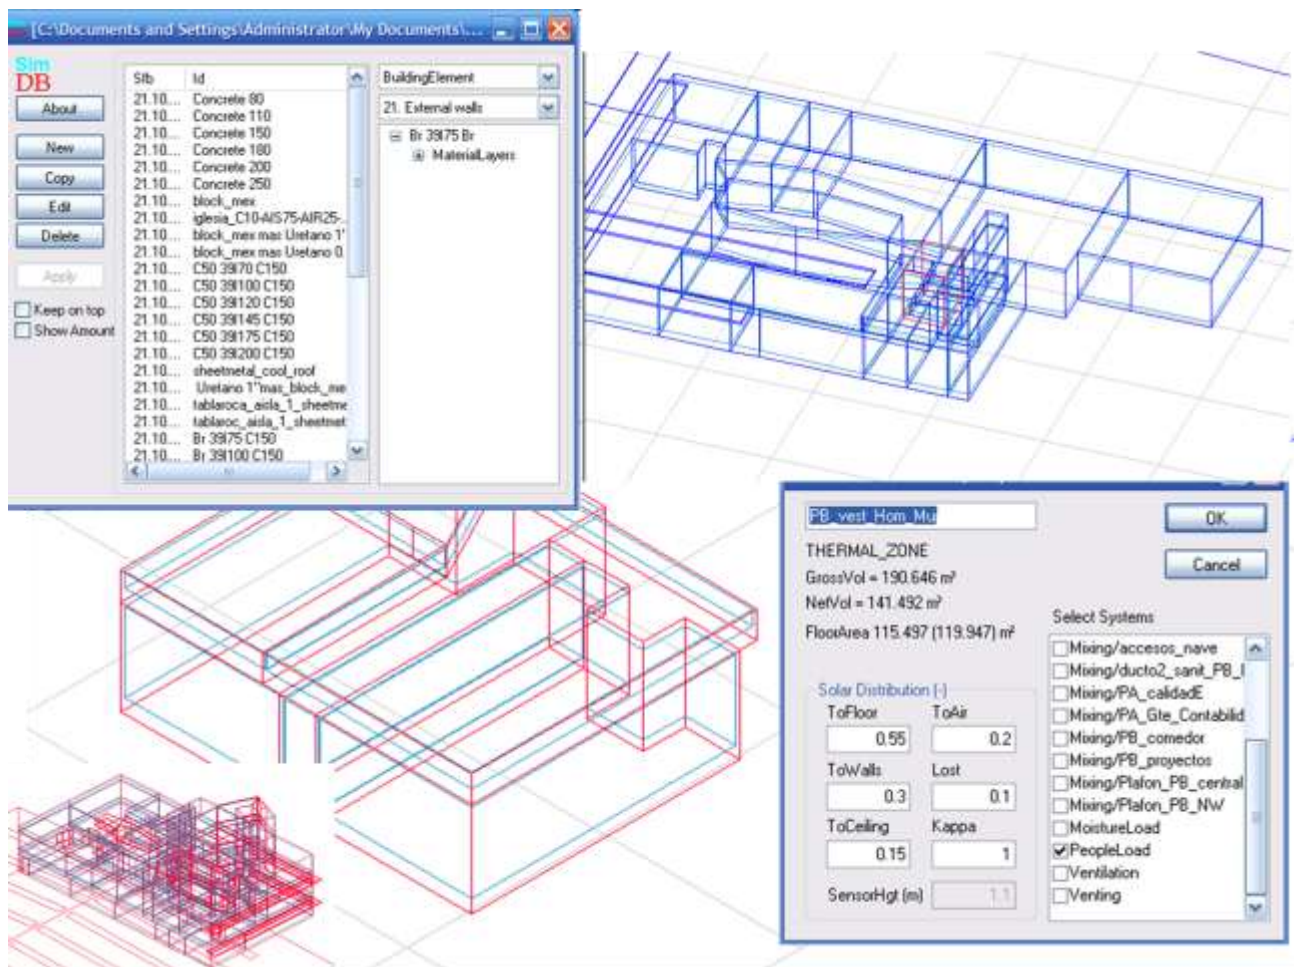 [C:\Documents and Settings\Administrator\My Documents\...
Sim
DB
About
New
Copy
Edit
Delete
Apply
Keep on top
Show Amount
Sfb Id
21.10... Concrete 80
21.10... Concrete 110
21.10... Concrete 150
21.10... Concrete 180
21.10... Concrete 200
21.10... Concrete 250
21.10... block_mex
21.10... iglesia_C10-AIS75-AIR25-...
21.10... block_mex mas Uretano 1"
21.10... block_mex mas Uretano 0.
21.10... C50 39I70 C150
21.10... C50 39I100 C150
21.10... C50 39I120 C150
21.10... C50 39I145 C150
21.10... C50 39I175 C150
21.10... C50 39I200 C150
21.10... sheetmetal_cool_roof
21.10... Uretano 1"mas_block_me
21.10... tablaroca_aisla_1_sheetme
21.10... tablaroc_aisla_1_sheetmet
21.10... Br 39I75 C150
21.10... Br 39I100 C150
BuildingElement
21. External walls
Br 39I75 Br
MaterialLayers
PB_vest_Hom_Mu
OK
Cancel
THERMAL_ZONE
GrossVol = 190.646 m³
NetVol = 141.492 m³
FloorArea 115.497 (119.947) m²
Solar Distribution [-]
ToFloor ToAir
0.55 0.2
ToWalls Lost
0.3 0.1
ToCeiling Kappa
0.15 1
SensorHgt (m) 1.1
Select Systems
Mixing/accesos_nave
Mixing/ducto2_sanit_PB_
Mixing/PA_calidadE
Mixing/PA_Gte_Contabilid
Mixing/PB_comedor
Mixing/PB_proyectos
Mixing/Plafon_PB_central
Mixing/Plafon_PB_NW
MoistureLoad
PeopleLoad
Ventilation
Venting